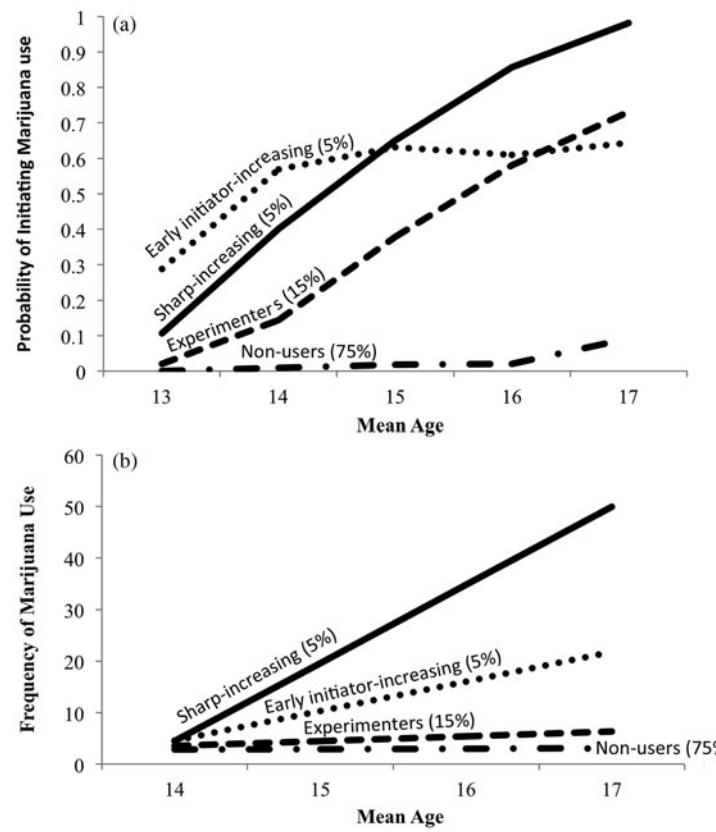 (a)
Probability of Initiating Marijuana use
1
0.9
0.8
0.7
0.6
0.5
0.4
0.3
0.2
0.1
0
Early initiator-increasing (5%)
Sharp-increasing (5%)
Experimenters (15%)
Non-users (75%)
13 14 15 16 17
Mean Age
(b)
Frequency of Marijuana Use
60
50
40
30
20
10
0
Sharp-increasing (5%)
Early initiator-increasing (5%)
Experimenters (15%)
Non-users (75%
14 15 16 17
Mean Age